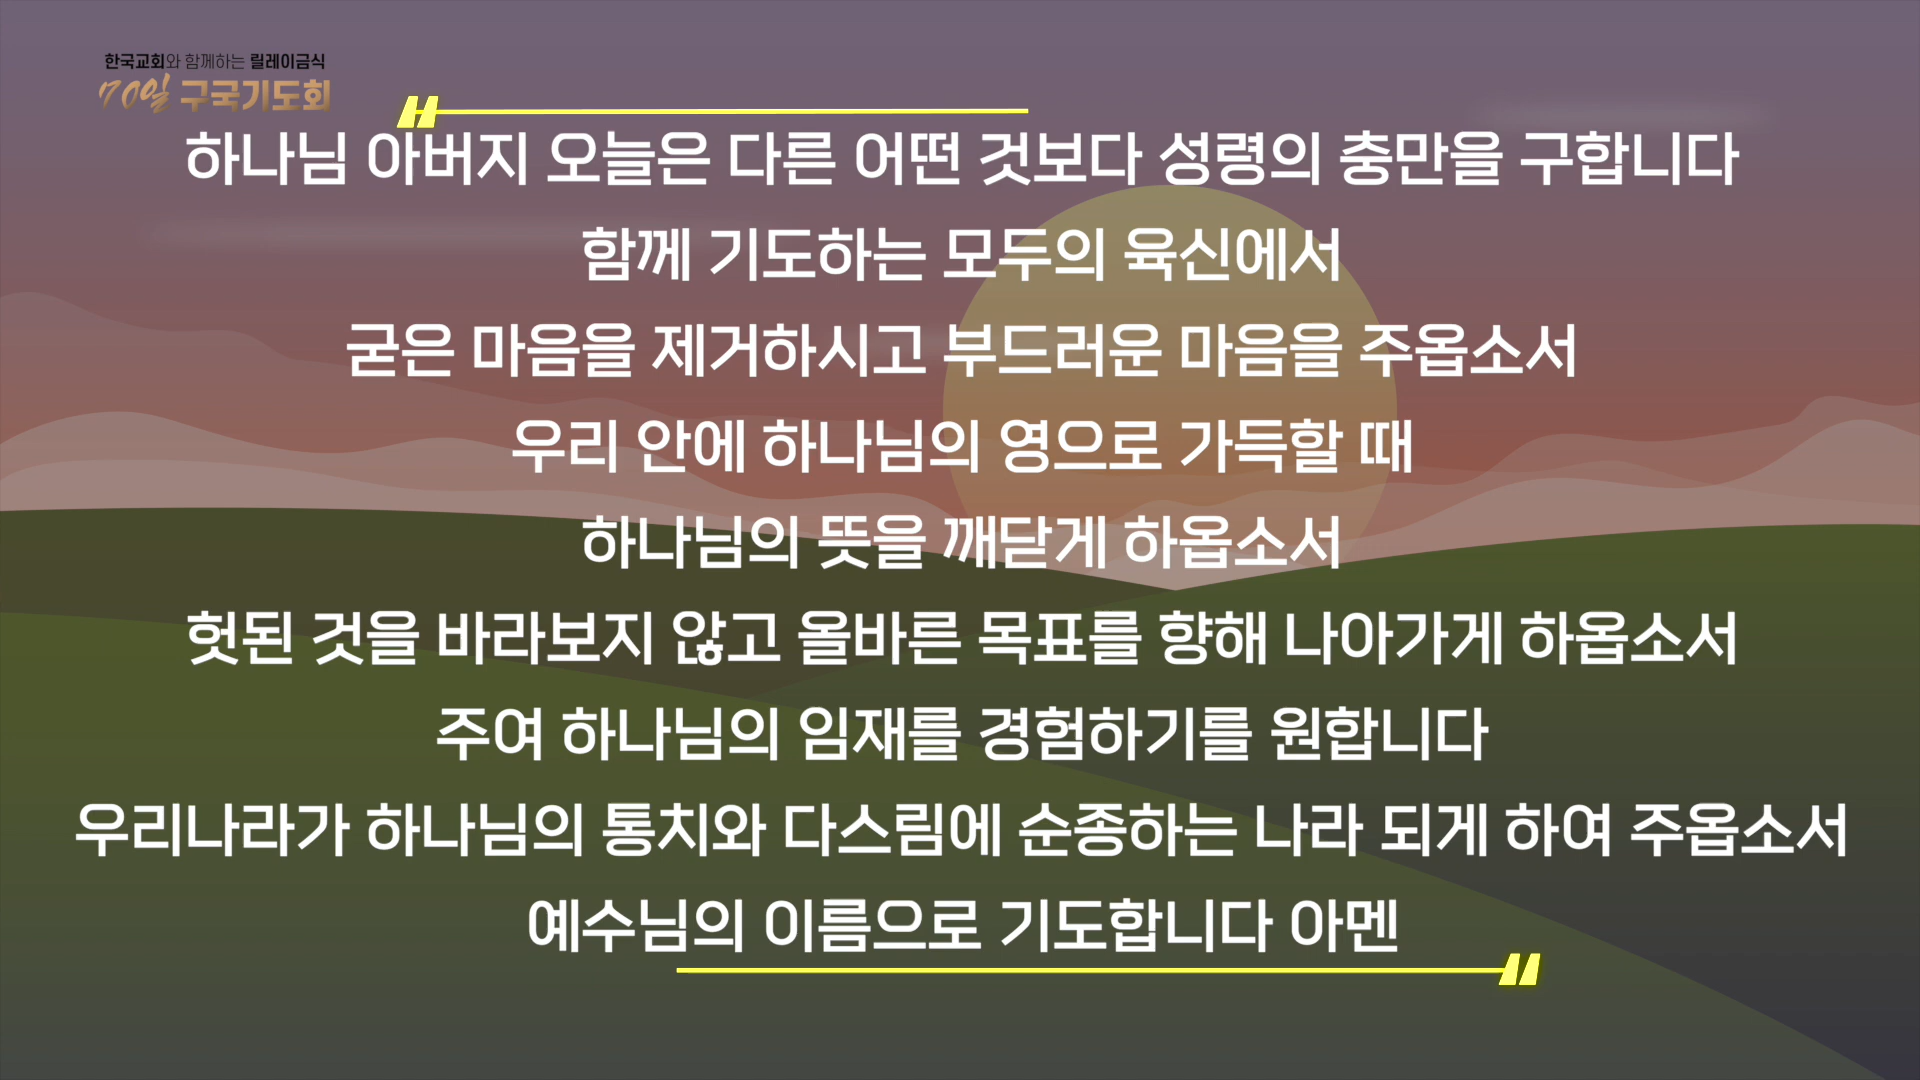 한국교회와 함께하는 릴레이금식
70일 구국기도회
하나님 아버지 오늘은 다른 어떤 것보다 성령의 충만을 구합니다
함께 기도하는 모두의 육신에서
굳은 마음을 제거하시고 부드러운 마음을 주옵소서
우리 안에 하나님의 영으로 가득할 때
하나님의 뜻을 깨닫게 하옵소서
헛된 것을 바라보지 않고 올바른 목표를 향해 나아가게 하옵소서
주여 하나님의 임재를 경험하기를 원합니다
우리나라가 하나님의 통치와 다스림에 순종하는 나라 되게 하여 주옵소서
예수님의 이름으로 기도합니다 아멘